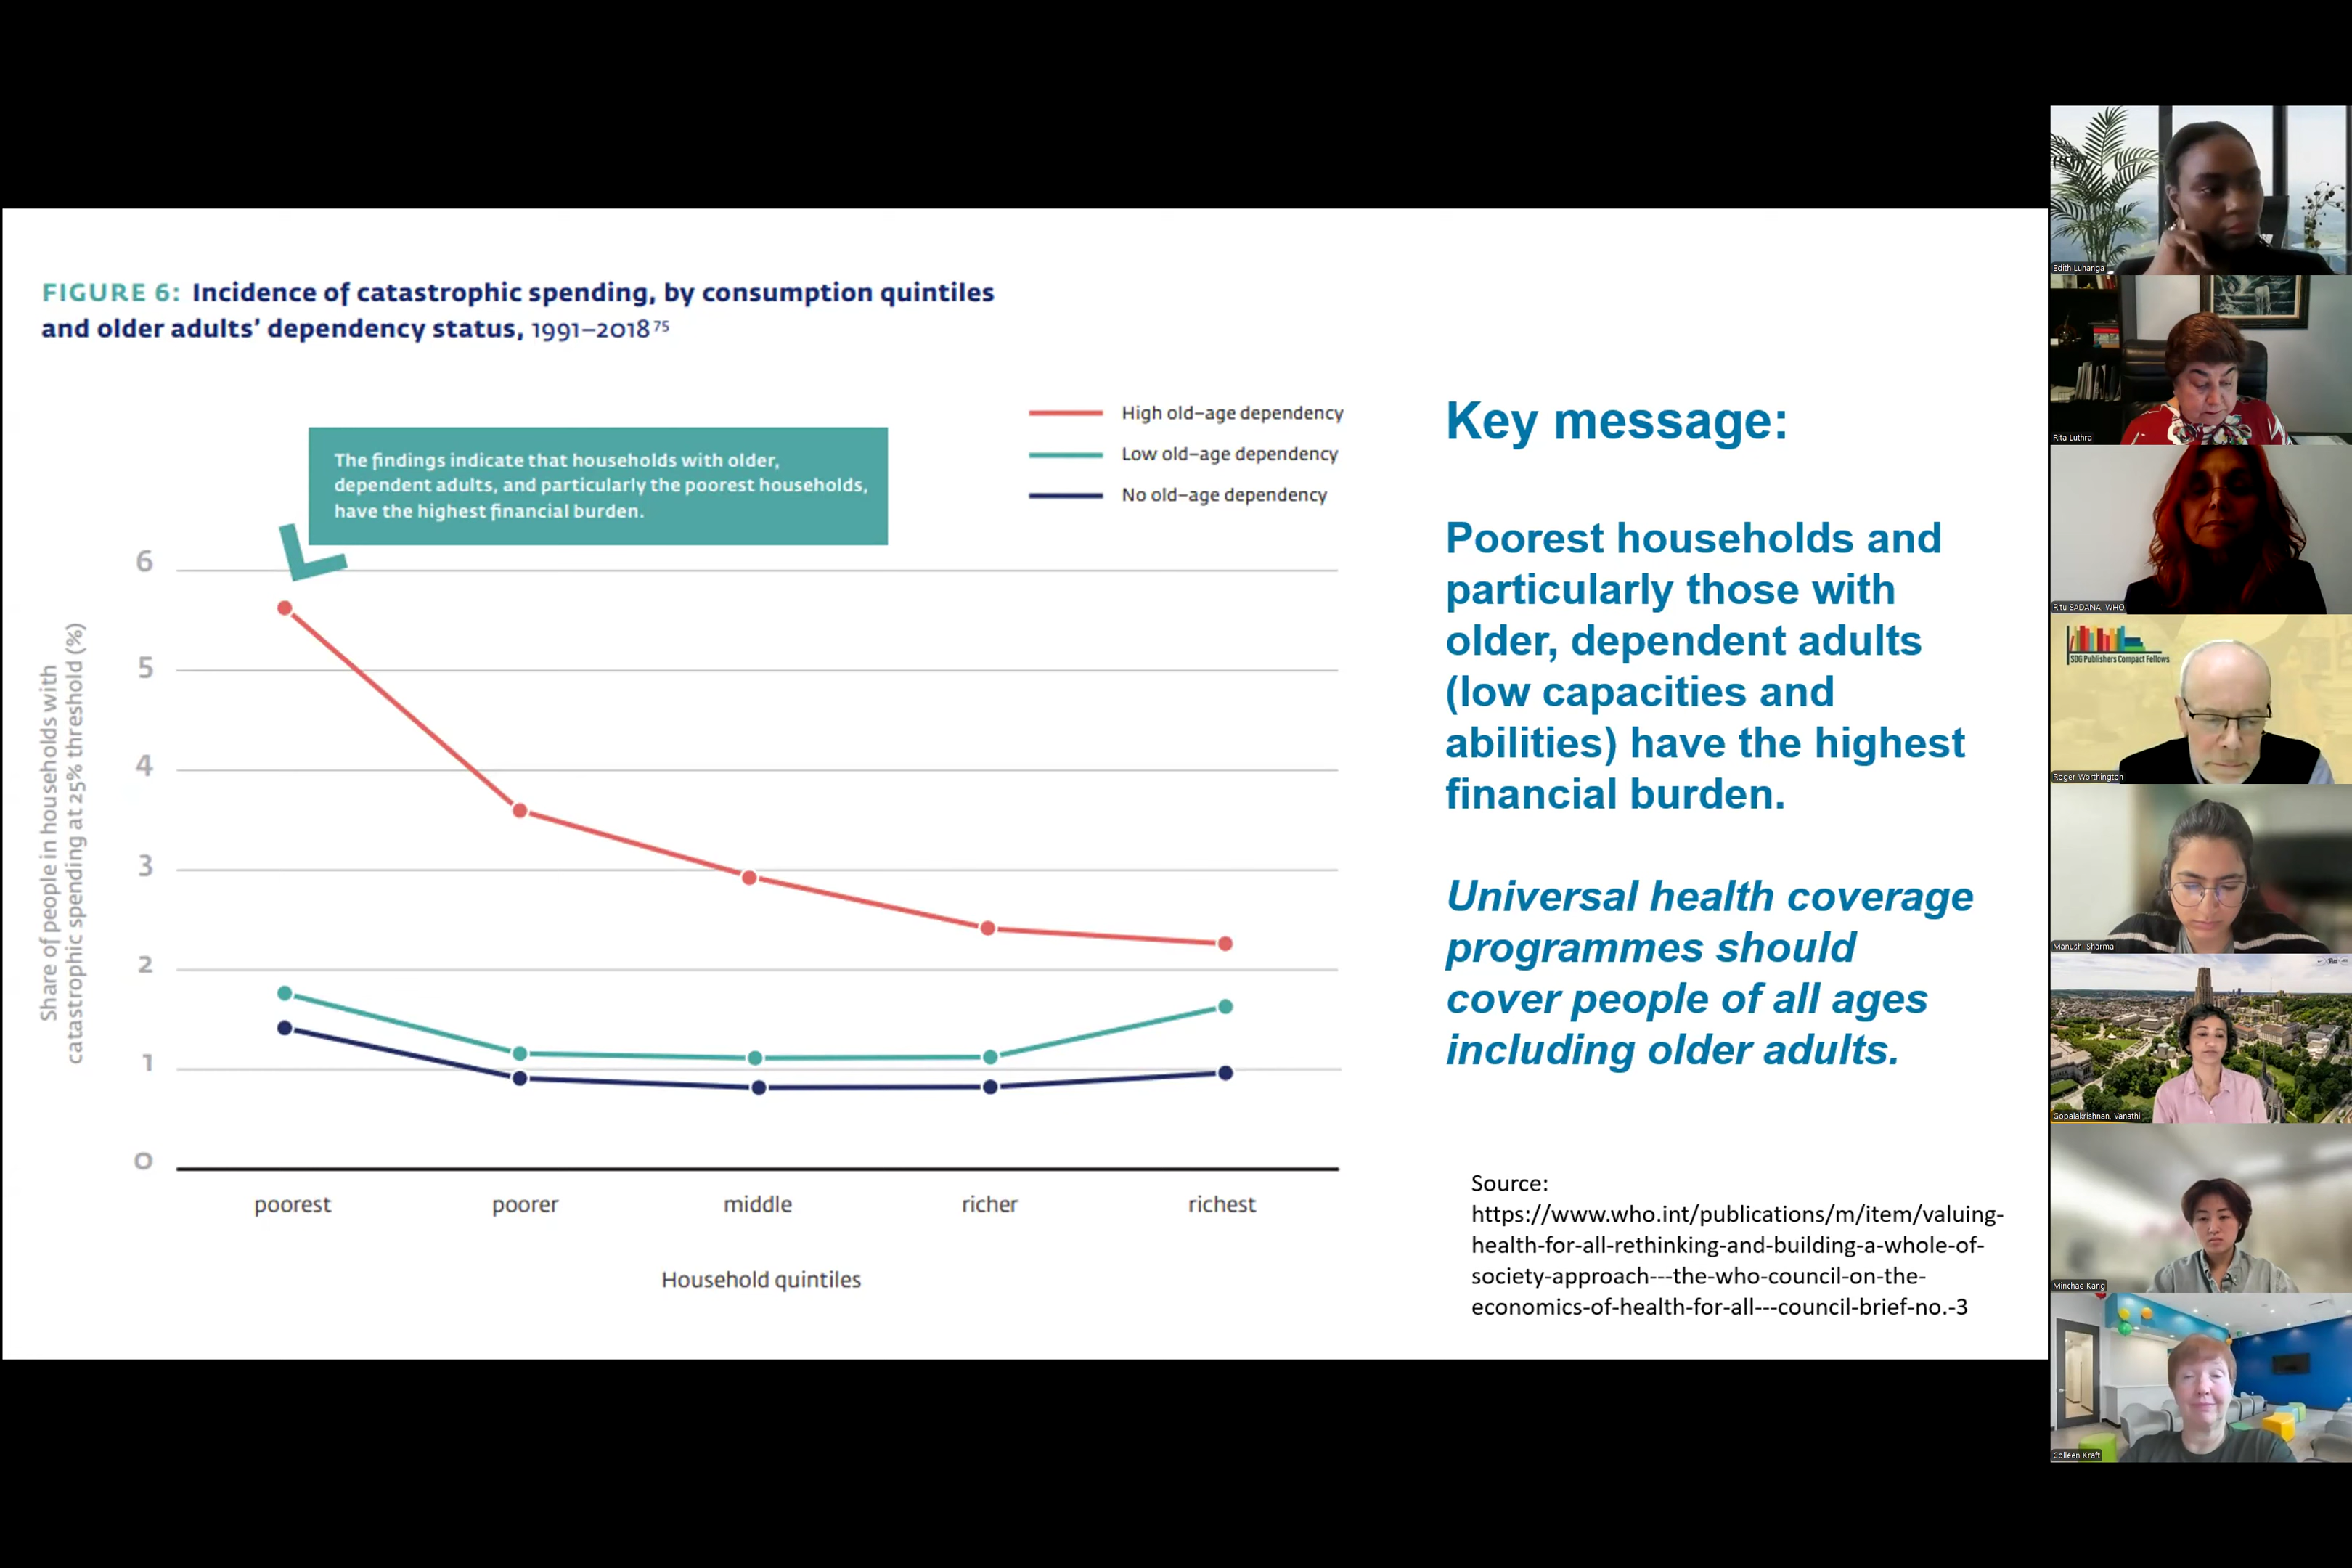 FIGURE 6: Incidence of catastrophic spending, by consumption quintiles
and older adults' dependency status, 1991–2018 75
High old-age dependency
Low old-age dependency
No old-age dependency
The findings indicate that households with older,
dependent adults, and particularly the poorest households,
have the highest financial burden.
Share of people in households with
catastrophic spending at 25% threshold (%)
6
5
4
3
2
1
0
poorest poorer middle richer richest
Household quintiles
Key message:
Poorest households and
particularly those with
older, dependent adults
(low capacities and
abilities) have the highest
financial burden.
Universal health coverage
programmes should
cover people of all ages
including older adults.
Source:
https://www.who.int/publications/m/item/valuing-
health-for-all-rethinking-and-building-a-whole-of-
society-approach---the-who-council-on-the-
economics-of-health-for-all---council-brief-no.-3
Edith Luhanga
Rita Luthra
Ritu SADANA, WHO
SDG Publishers Compact Fellows
Roger Worthington
Manushi Sharma
Gopalakrishnan, Vanathi
Minchae Kang
Colleen Kraft